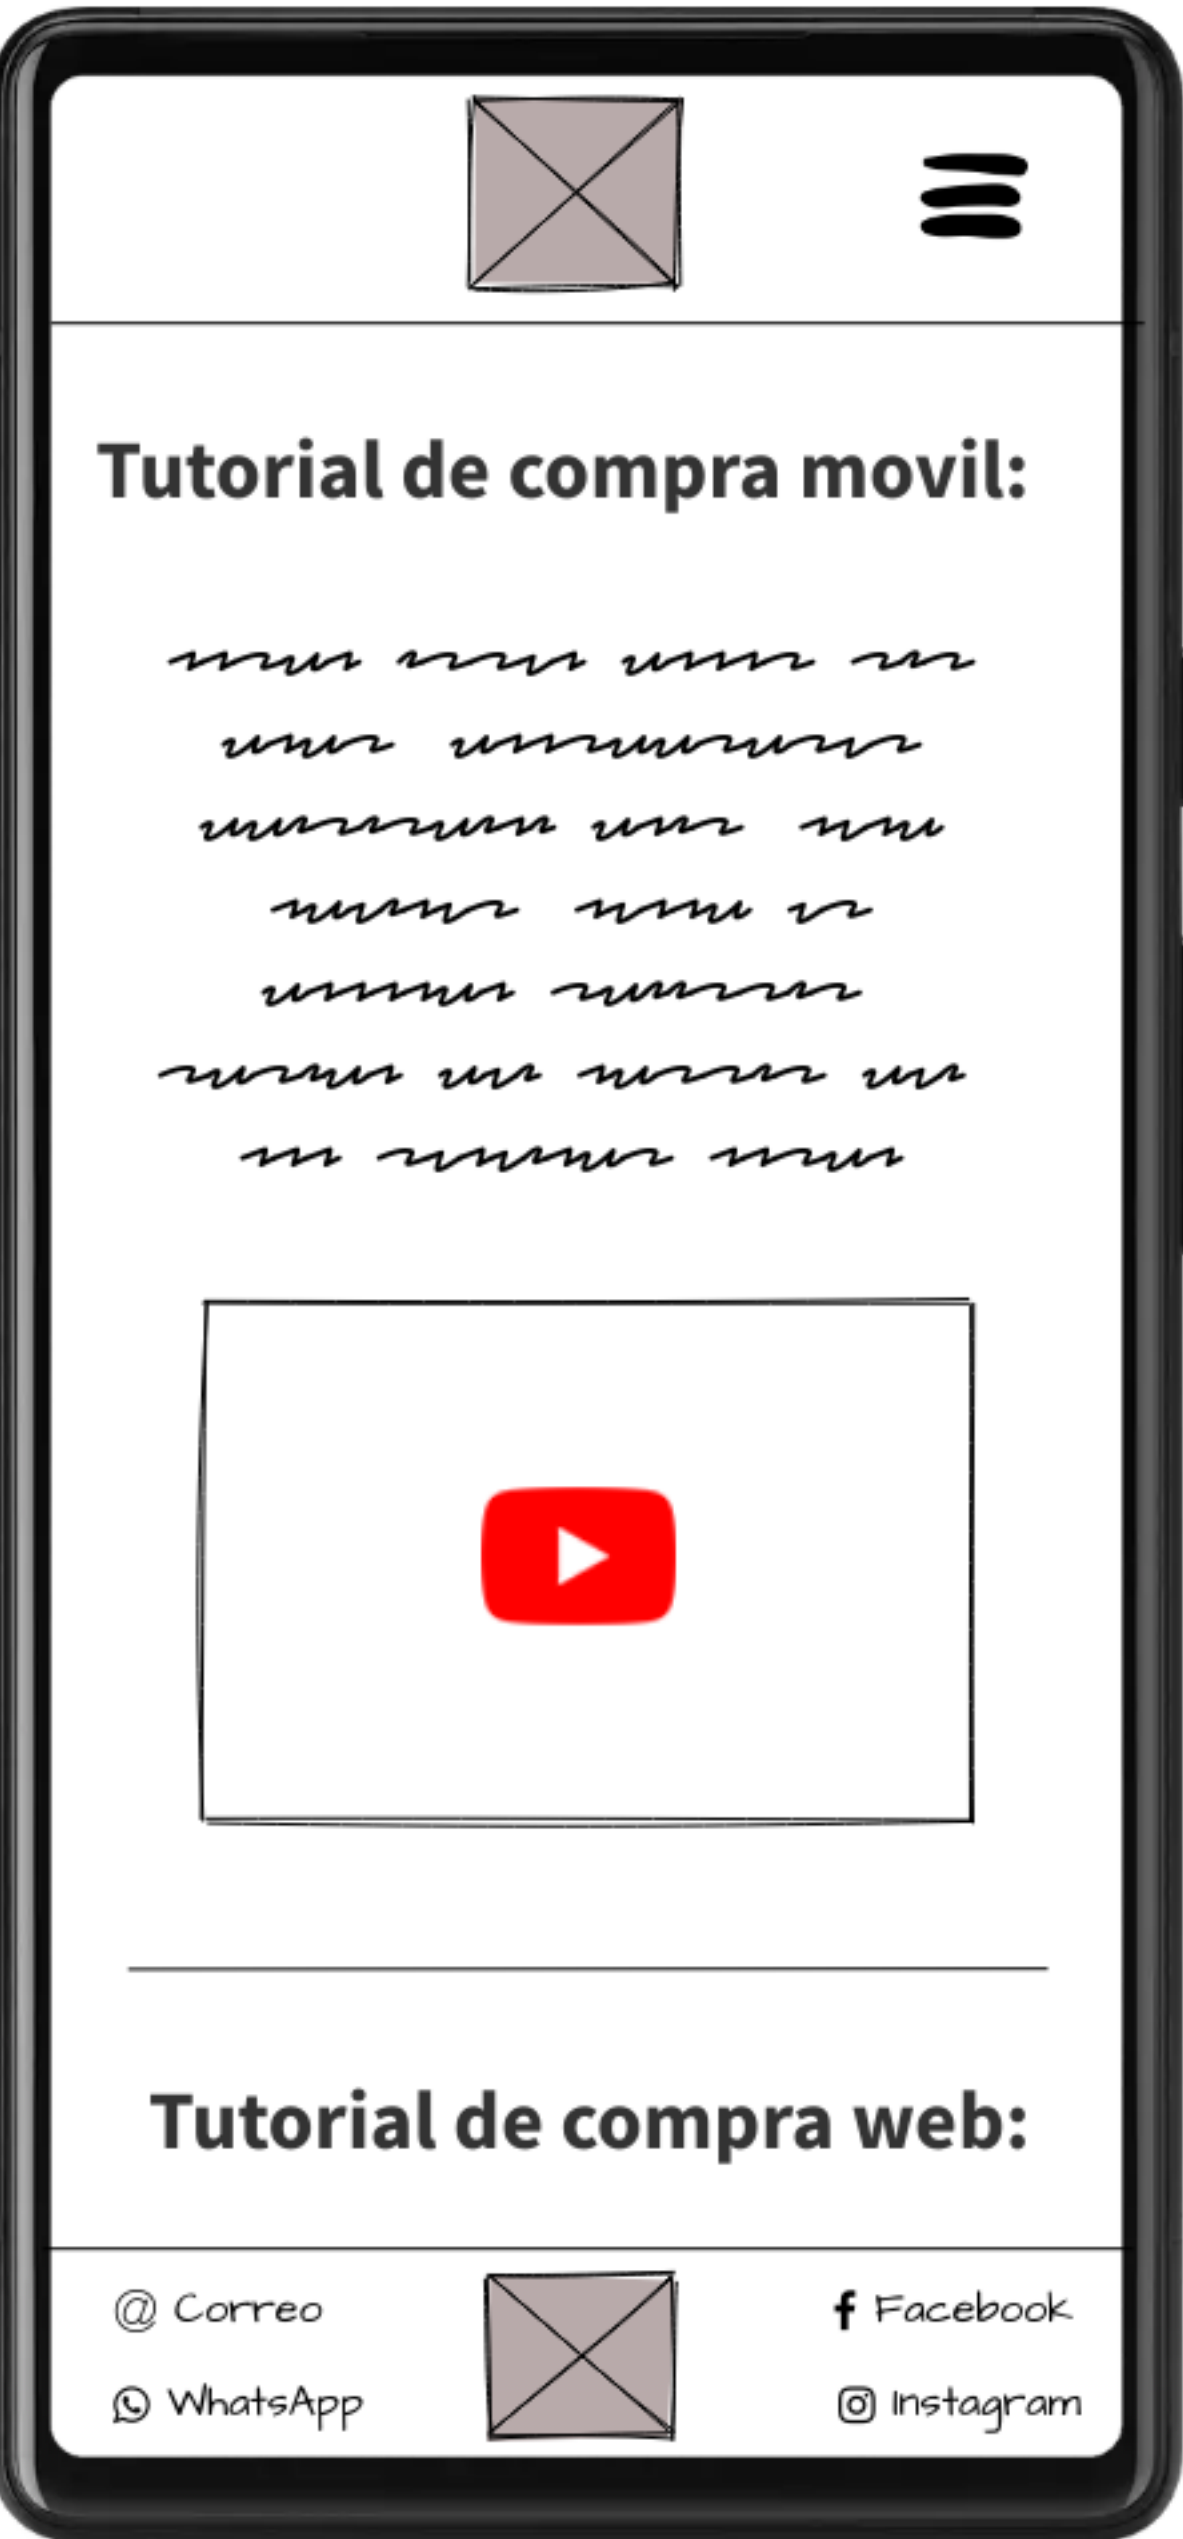 Tutorial de compra movil:
Tutorial de compra web:
@ Correo
Facebook
WhatsApp
Instagram